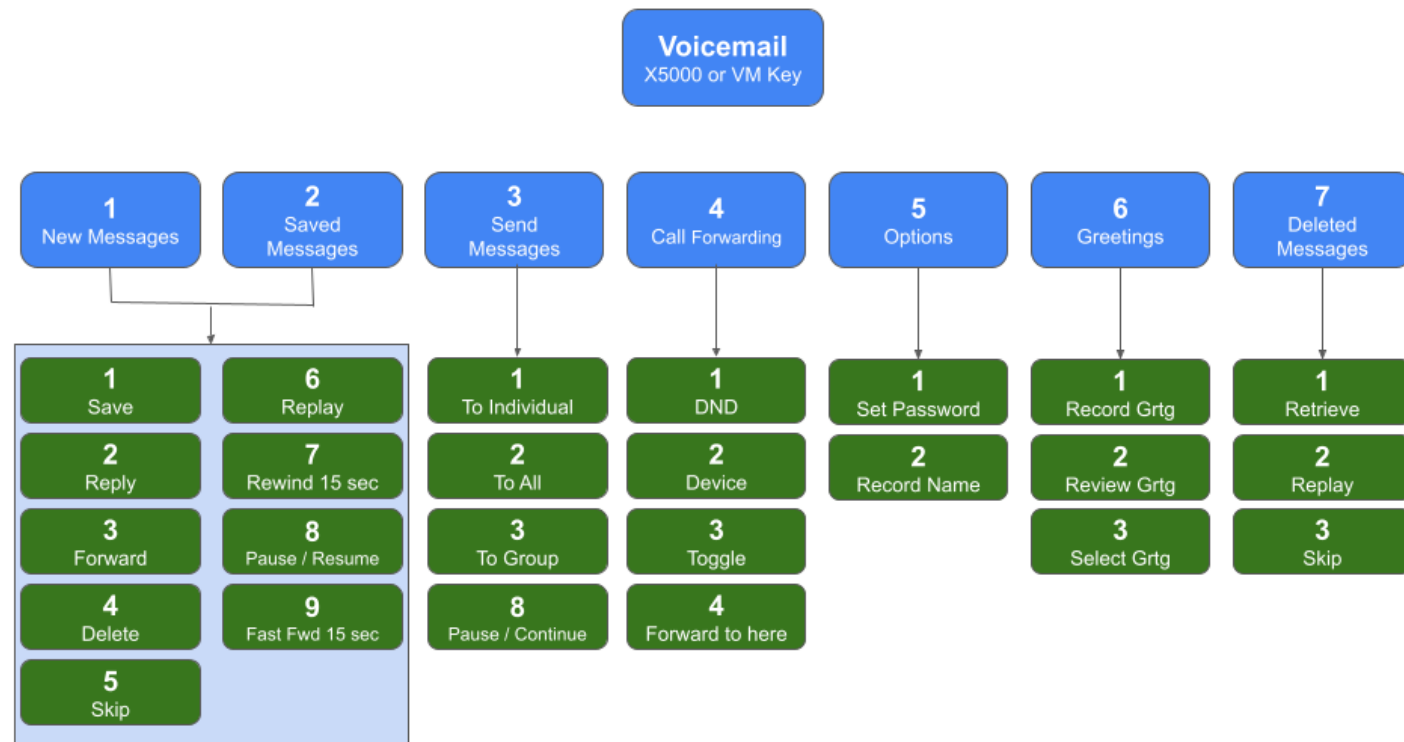 Voicemail
X5000 or VM Key
1
New Messages
2
Saved
Messages
3
Send
Messages
4
Call Forwarding
5
Options
6
Greetings
7
Deleted
Messages
1
Save
2
Reply
3
Forward
4
Delete
5
Skip
6
Replay
7
Rewind 15 sec
8
Pause / Resume
9
Fast Fwd 15 sec
1
To Individual
2
To All
3
To Group
8
Pause / Continue
1
DND
2
Device
3
Toggle
4
Forward to here
1
Set Password
2
Record Name
1
Record Grtg
2
Review Grtg
3
Select Grtg
1
Retrieve
2
Replay
3
Skip